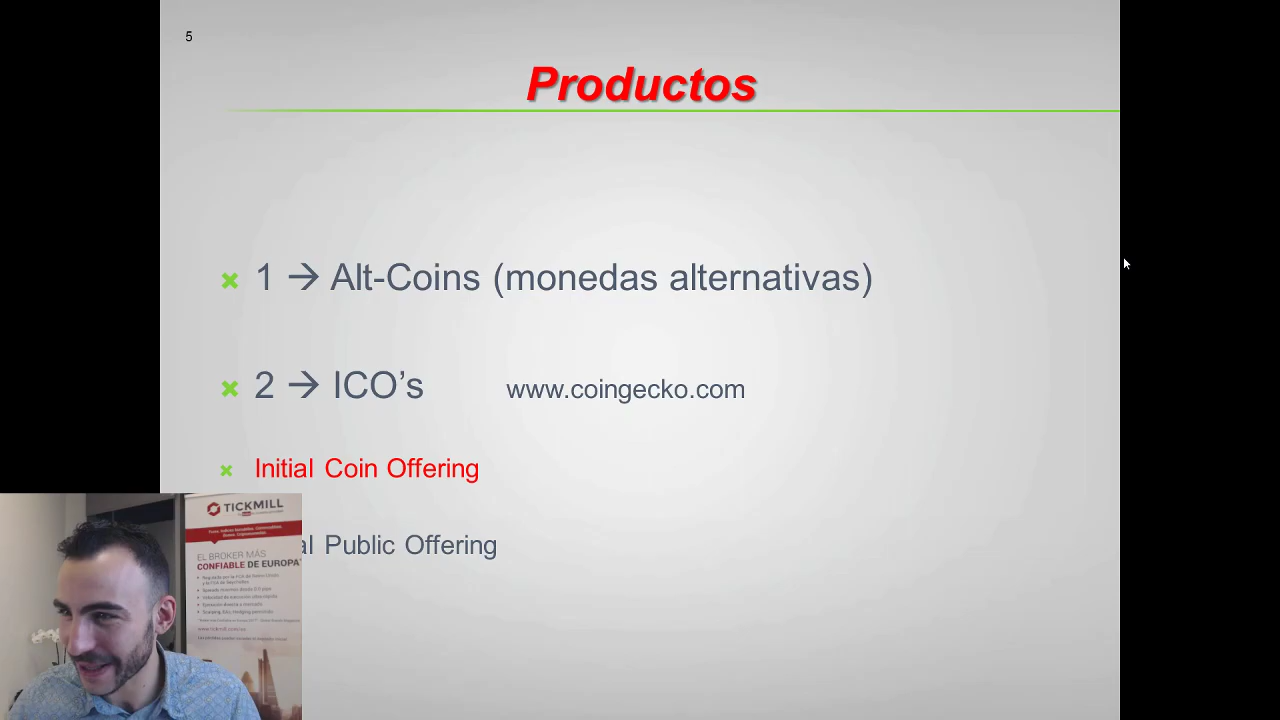 5
Productos
1 → Alt-Coins (monedas alternativas)
2 → ICO’s www.coingecko.com
Initial Coin Offering
al Public Offering
TICKMILL
EL BROKER MÁS
CONFIABLE DE EUROPA